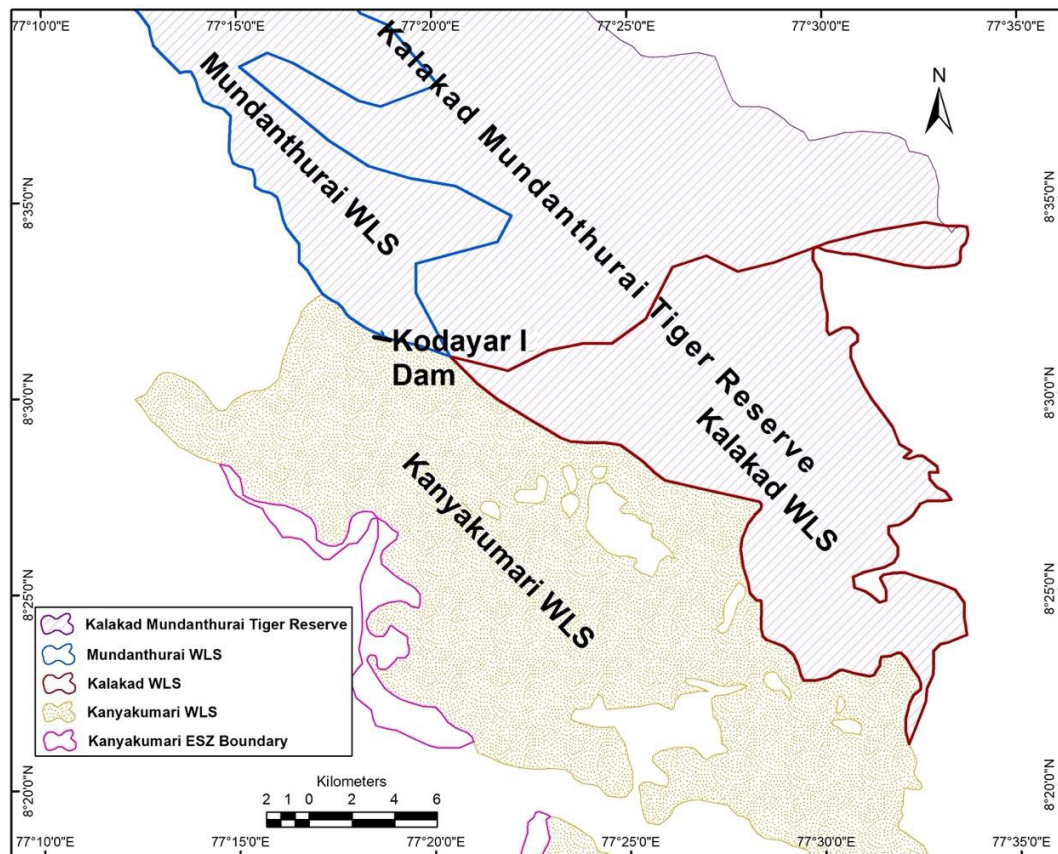 77°10'0"E
77°15'0"E
77°20'0"E
77°25'0"E
77°30'0"E
77°35'0"E
N
Kalakad Mundanthurai Tiger Reserve
Mundanthurai WLS
8°35'0"N
8°35'0"N
Kodayar I
Dam
8°30'0"N
8°30'0"N
Kalakad WLS
Kanyakumari WLS
8°25'0"N
8°25'0"N
Kalakad Mundanthurai Tiger Reserve
Mundanthurai WLS
Kalakad WLS
Kanyakumari WLS
Kanyakumari ESZ Boundary
Kilometers
2 1 0 2 4 6
8°20'0"N
8°20'0"N
77°10'0"E
77°15'0"E
77°20'0"E
77°25'0"E
77°30'0"E
77°35'0"E